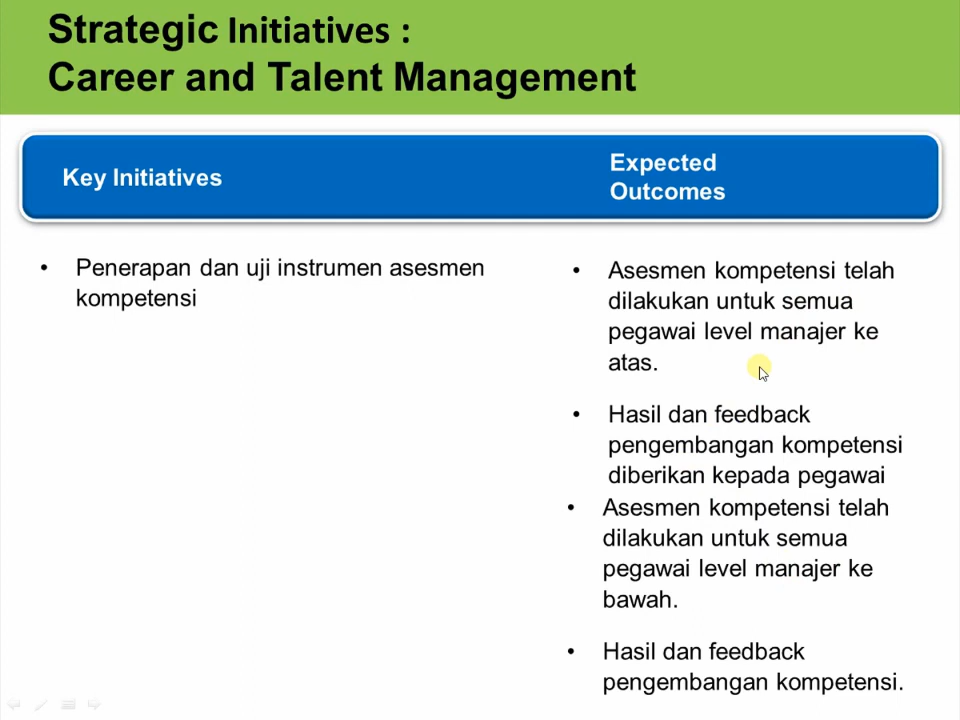 Strategic Initiatives :
Career and Talent Management
Key Initiatives
Expected
Outcomes
• Penerapan dan uji instrumen asesmen
kompetensi
• Asesmen kompetensi telah
dilakukan untuk semua
pegawai level manajer ke
atas.
• Hasil dan feedback
pengembangan kompetensi
diberikan kepada pegawai
• Asesmen kompetensi telah
dilakukan untuk semua
pegawai level manajer ke
bawah.
• Hasil dan feedback
pengembangan kompetensi.